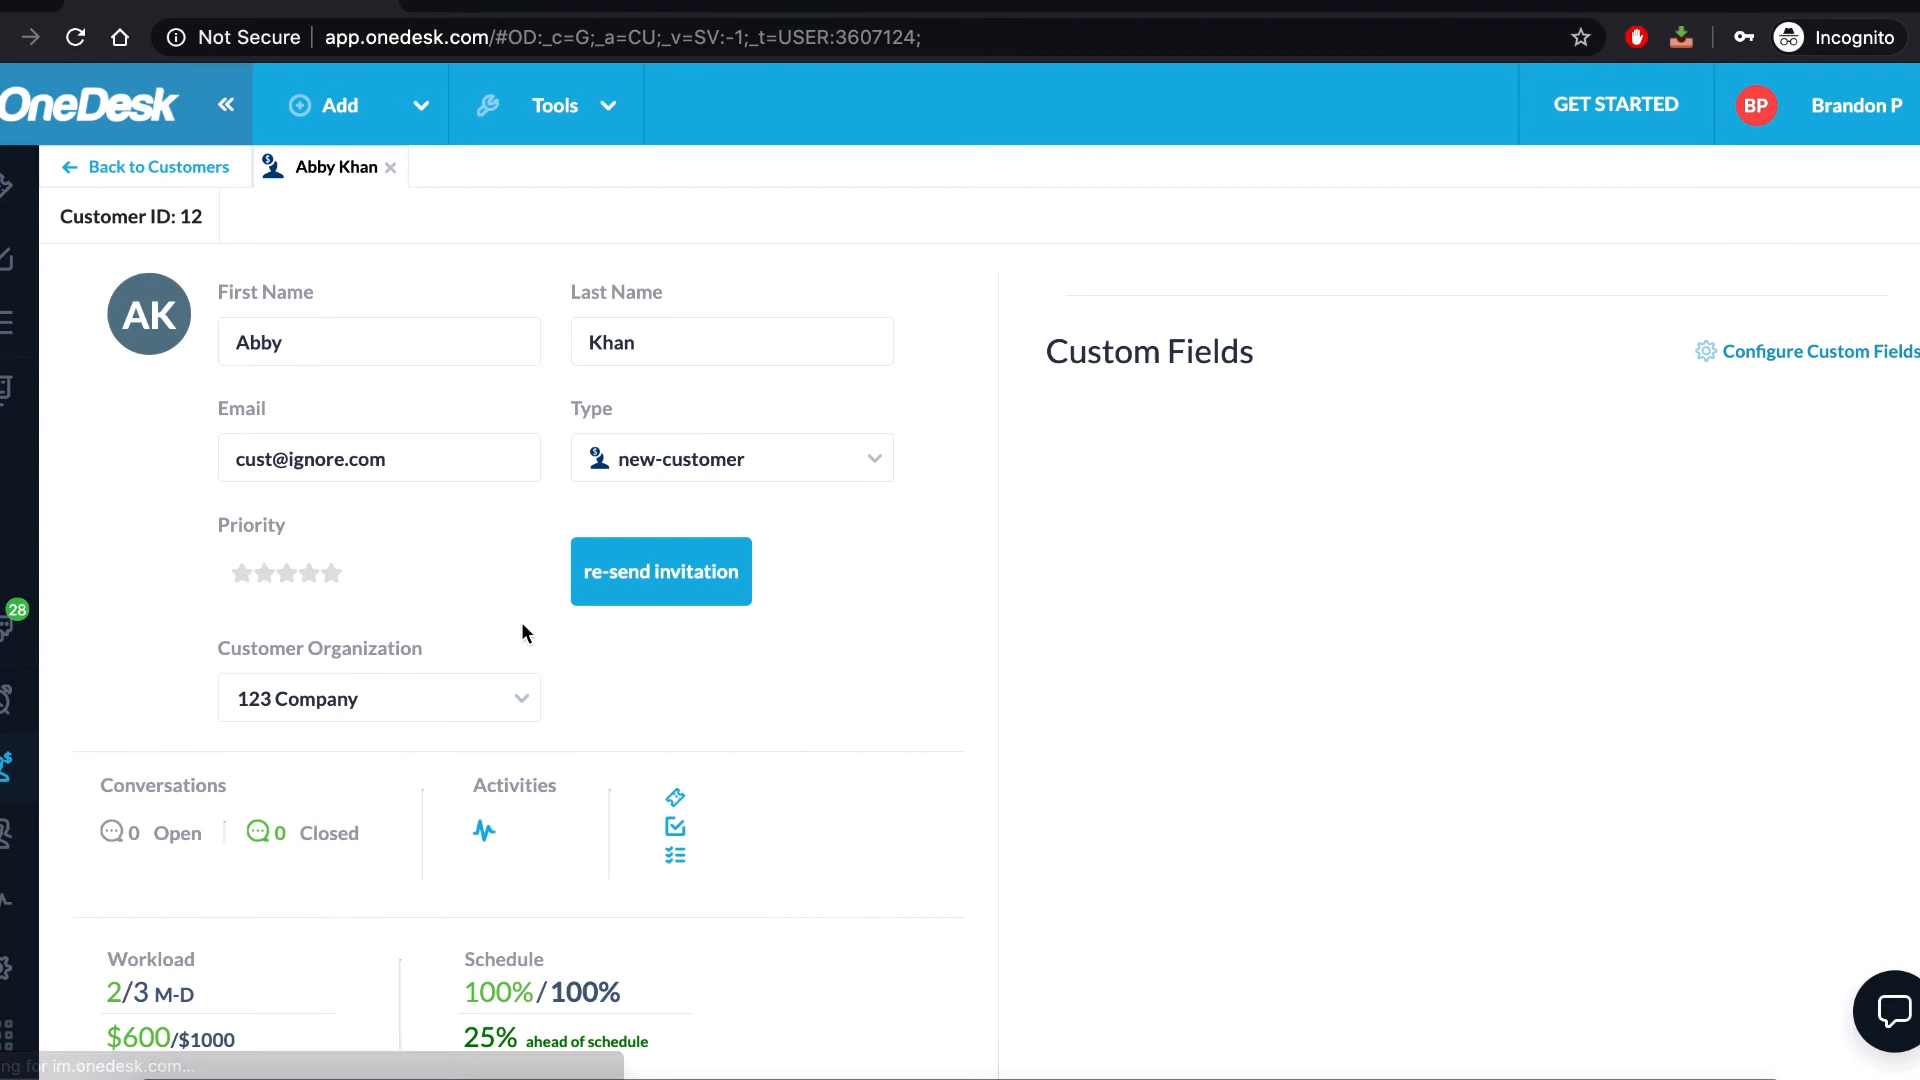 Not Secure app.onedesk.com/#OD:_c=G;_a=CU;_v=SV:-1;_t=USER:3607124; Incognito
OneDesk « Add Tools GET STARTED BP Brandon P
Back to Customers Abby Khan
Customer ID: 12
AK
First Name Last Name
Abby Khan
Custom Fields Configure Custom Fields
Email Type
cust@ignore.com new-customer
Priority
re-send invitation
28
Customer Organization
123 Company
Conversations Activities
0 Open 0 Closed
Workload Schedule
2/3 M-D 100%/100%
$600/$1000 25% ahead of schedule
ng for im.onedesk.com...